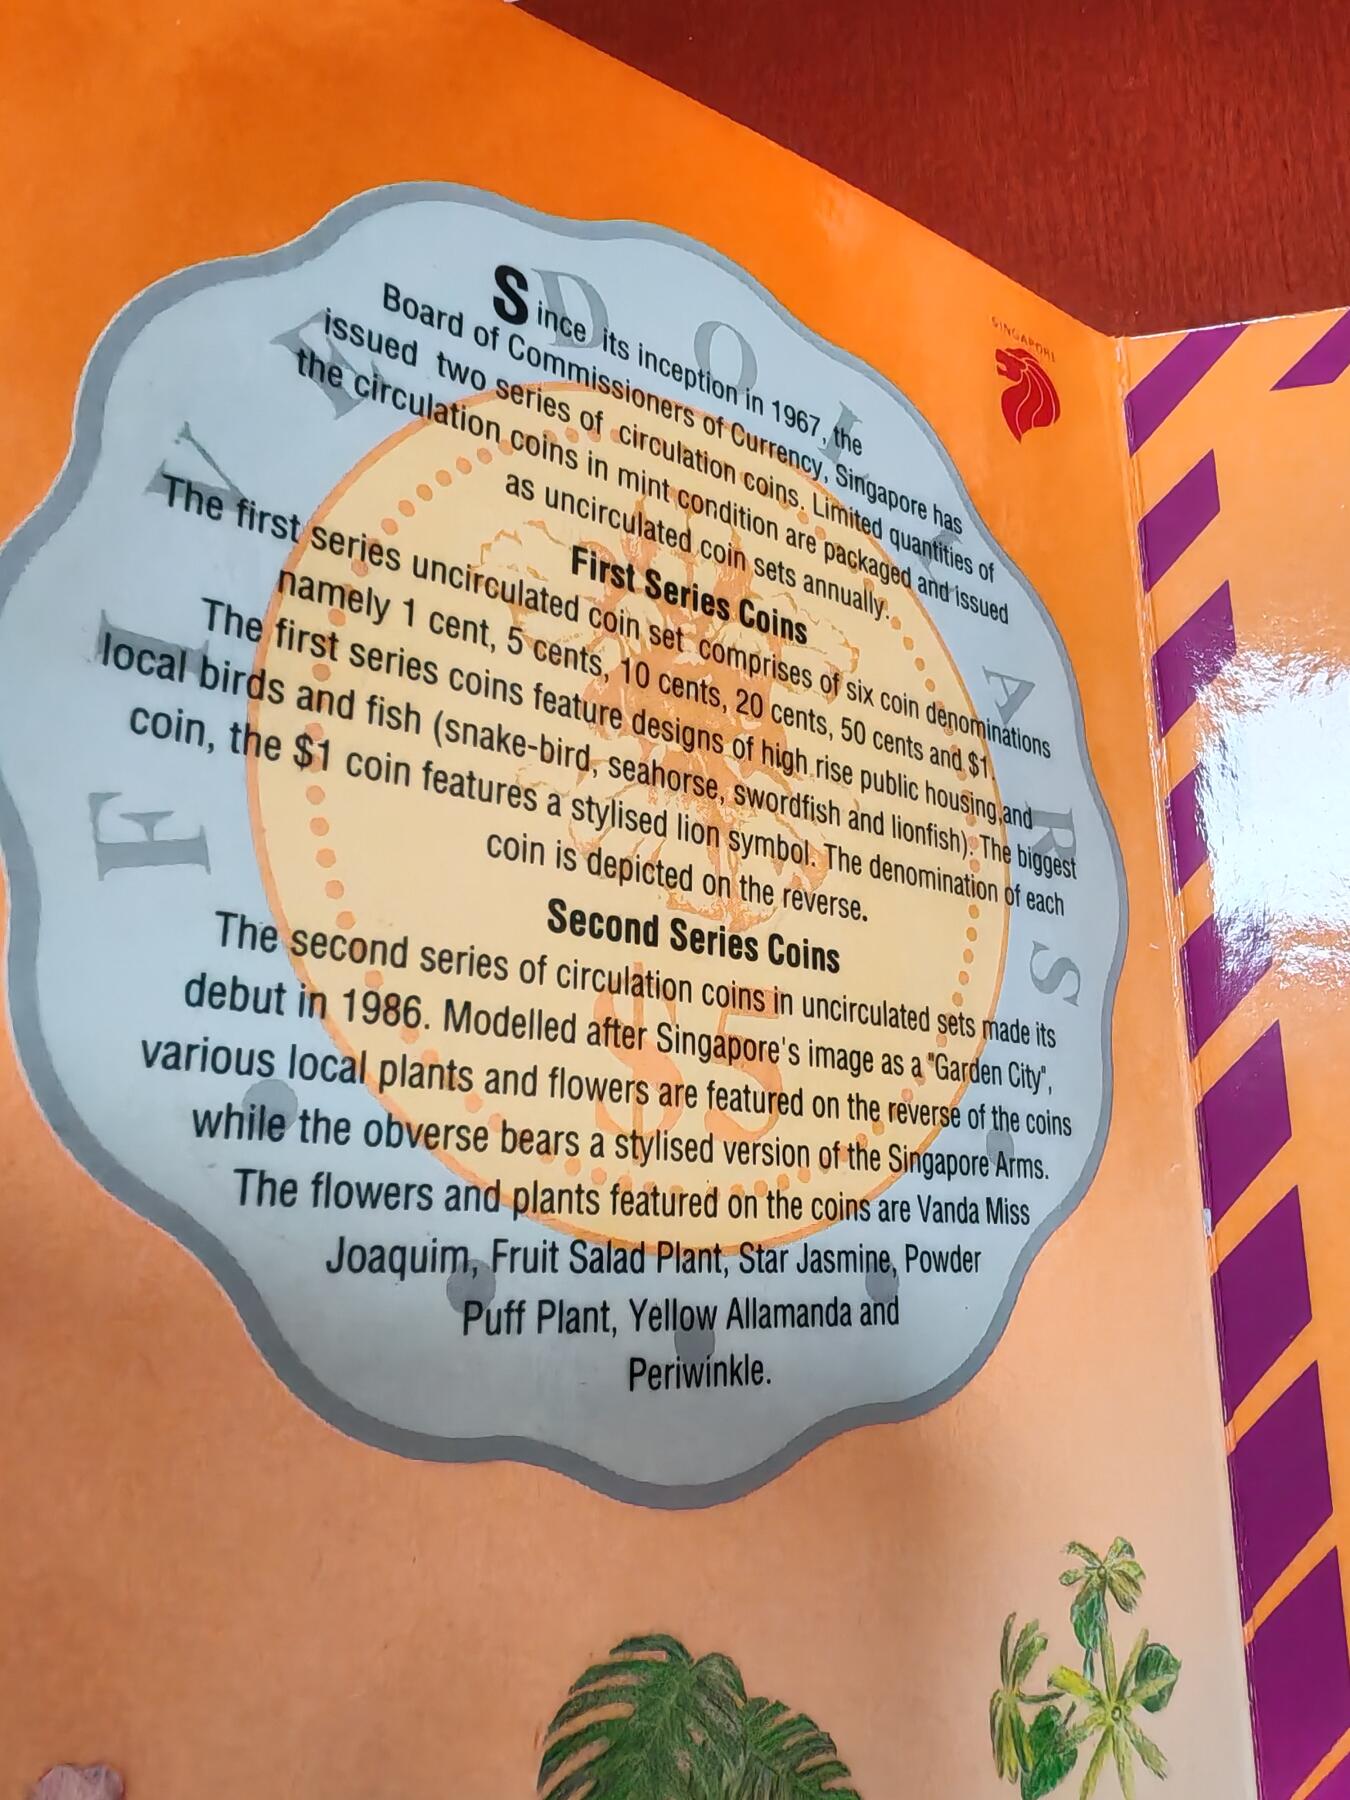 Since its inception in 1967, the
Board of Commissioners of Currency, Singapore has
issued two series of circulation coins. Limited quantities of
the circulation coins in mint condition are packaged and issued
as uncirculated coin sets annually.
First Series Coins
The first series uncirculated coin set comprises of six coin denominations
namely 1 cent, 5 cents, 10 cents, 20 cents, 50 cents and $1.
The first series coins feature designs of high rise public housing and
local birds and fish (snake-bird, seahorse, swordfish and lionfish). The biggest
coin, the $1 coin features a stylised lion symbol. The denomination of each
coin is depicted on the reverse.
Second Series Coins
The second series of circulation coins in uncirculated sets made its
debut in 1986. Modelled after Singapore's image as a "Garden City",
various local plants and flowers are featured on the reverse of the coins
while the obverse bears a stylised version of the Singapore Arms.
The flowers and plants featured on the coins are Vanda Miss
Joaquim, Fruit Salad Plant, Star Jasmine, Powder
Puff Plant, Yellow Allamanda and
Periwinkle.
FIVE DOLLARS
$5
SINGAPORE